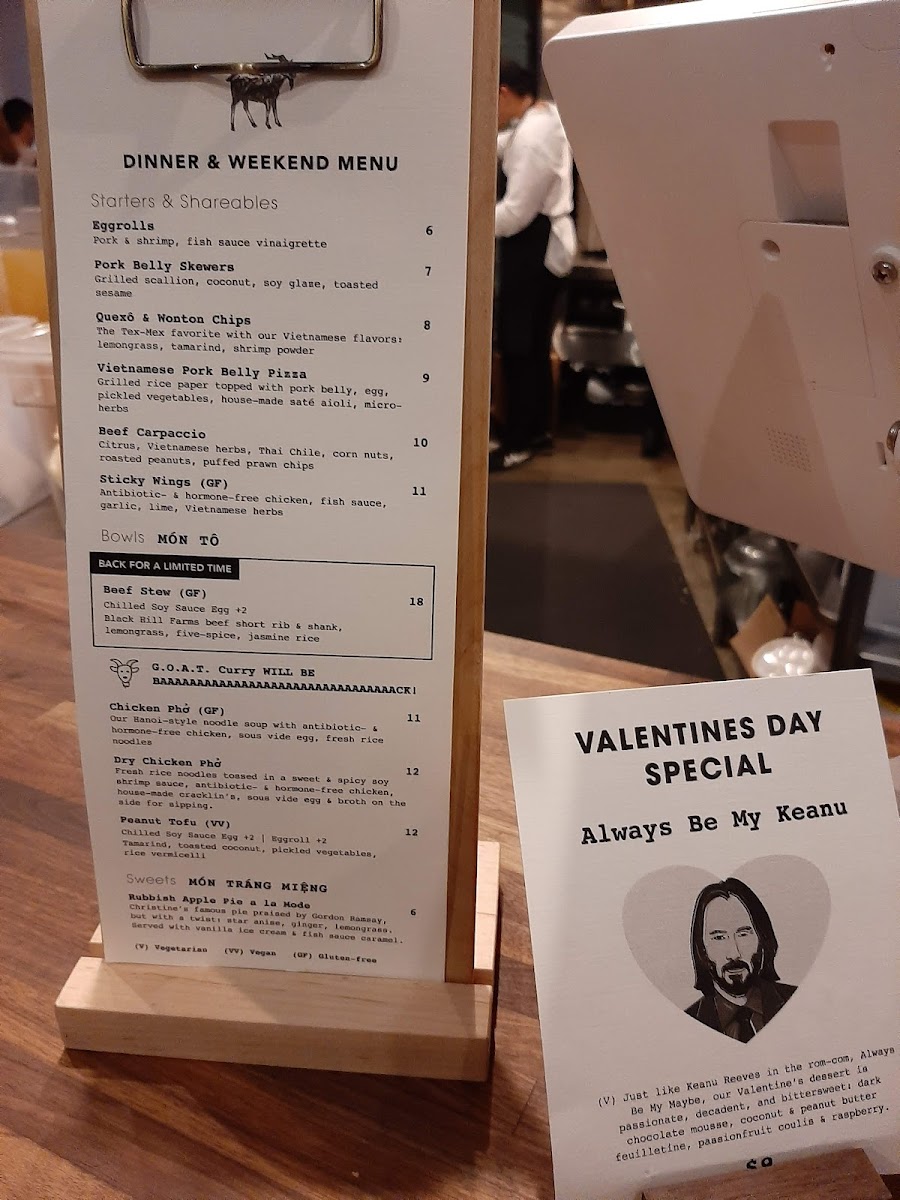 DINNER & WEEKEND MENU
Starters & Shareables
Eggrolls 6
Pork & shrimp, fish sauce vinaigrette
Pork Belly Skewers 7
Grilled scallion, coconut, soy glaze, toasted
sesame
Quexô & Wonton Chips 8
The Tex-Mex favorite with our Vietnamese flavors:
lemongrass, tamarind, shrimp powder
Vietnamese Pork Belly Pizza 9
Grilled rice paper topped with pork belly, egg,
pickled vegetables, house-made saté aioli, micro-
herbs
Beef Carpaccio 10
Citrus, Vietnamese herbs, Thai Chile, corn nuts,
roasted peanuts, puffed prawn chips
Sticky Wings (GF) 11
Antibiotic- & hormone-free chicken, fish sauce,
garlic, lime, Vietnamese herbs
Bowls MÓN TÔ
BACK FOR A LIMITED TIME
Beef Stew (GF) 18
Chilled Soy Sauce Egg +2
Black Hill Farms beef short rib & shank,
lemongrass, five-spice, jasmine rice
G.O.A.T. Curry WILL BE
BAAAAAAAAAAAAAAAAAAAAAAAAAAAAAAAACK!
Chicken Phở (GF) 11
Our Hanoi-style noodle soup with antibiotic- &
hormone-free chicken, sous vide egg, fresh rice
noodles
Dry Chicken Phở 12
Fresh rice noodles tossed in a sweet & spicy soy
shrimp sauce, antibiotic- & hormone-free chicken,
house-made cracklin's, sous vide egg & broth on the
side for sipping.
Peanut Tofu (VV) 12
Chilled Soy Sauce Egg +2 | Eggroll +2
Tamarind, toasted coconut, pickled vegetables,
rice vermicelli
Sweets MÓN TRÁNG MIỆNG
Rubbish Apple Pie a la Mode 6
Christine's famous pie praised by Gordon Ramsay,
but with a twist: star anise, ginger, lemongrass.
Served with vanilla ice cream & fish sauce caramel.
(V) Vegetarian (VV) Vegan (GF) Gluten-free
VALENTINES DAY
SPECIAL
Always Be My Keanu
(V) Just like Keanu Reeves in the rom-com, Always
Be My Maybe, our Valentine's dessert is
passionate, decadent, and bittersweet: dark
chocolate mousse, coconut & peanut butter
feuilletine, passionfruit coulis & raspberry.